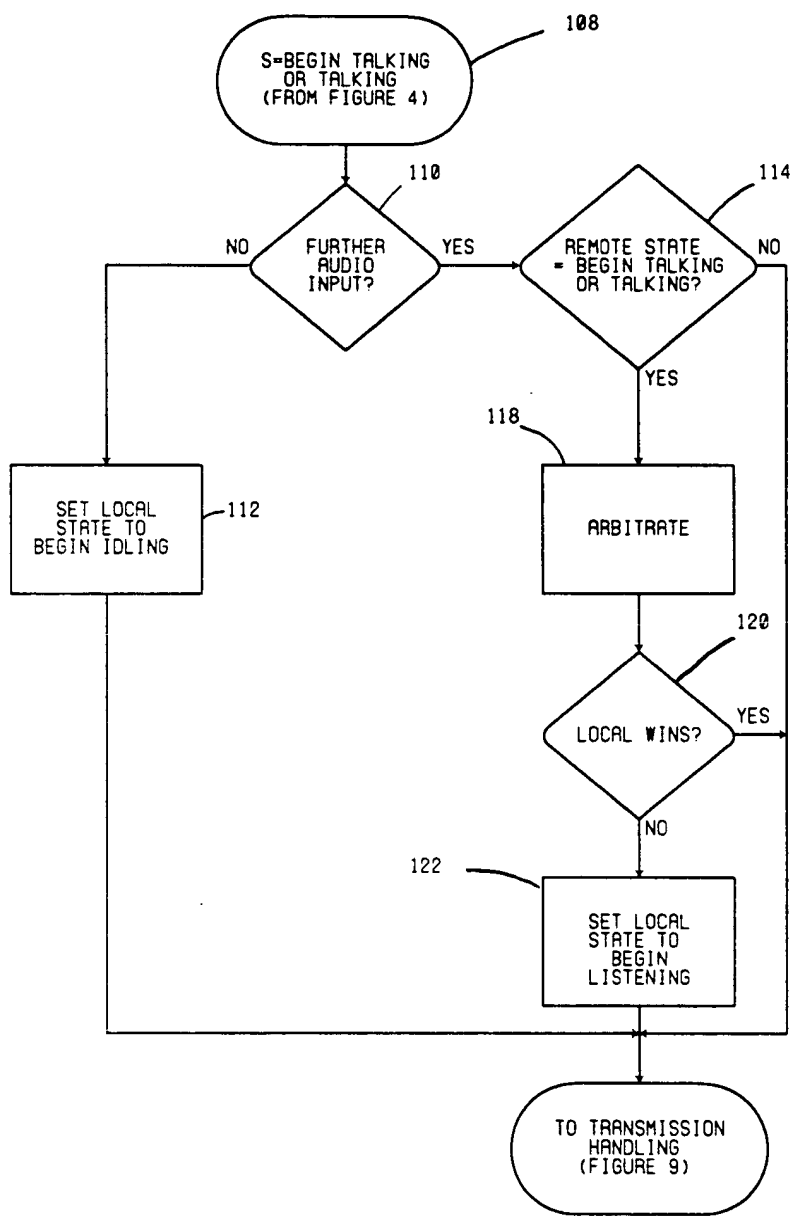 108
S=BEGIN TALKING
OR TALKING
(FROM FIGURE 4)
110
114
NO
FURTHER
AUDIO
INPUT?
YES
REMOTE STATE
= BEGIN TALKING
OR TALKING?
NO
YES
118
SET LOCAL
STATE TO
BEGIN IDLING
112
ARBITRATE
120
LOCAL WINS?
YES
NO
122
SET LOCAL
STATE TO
BEGIN
LISTENING
TO TRANSMISSION
HANDLING
(FIGURE 9)